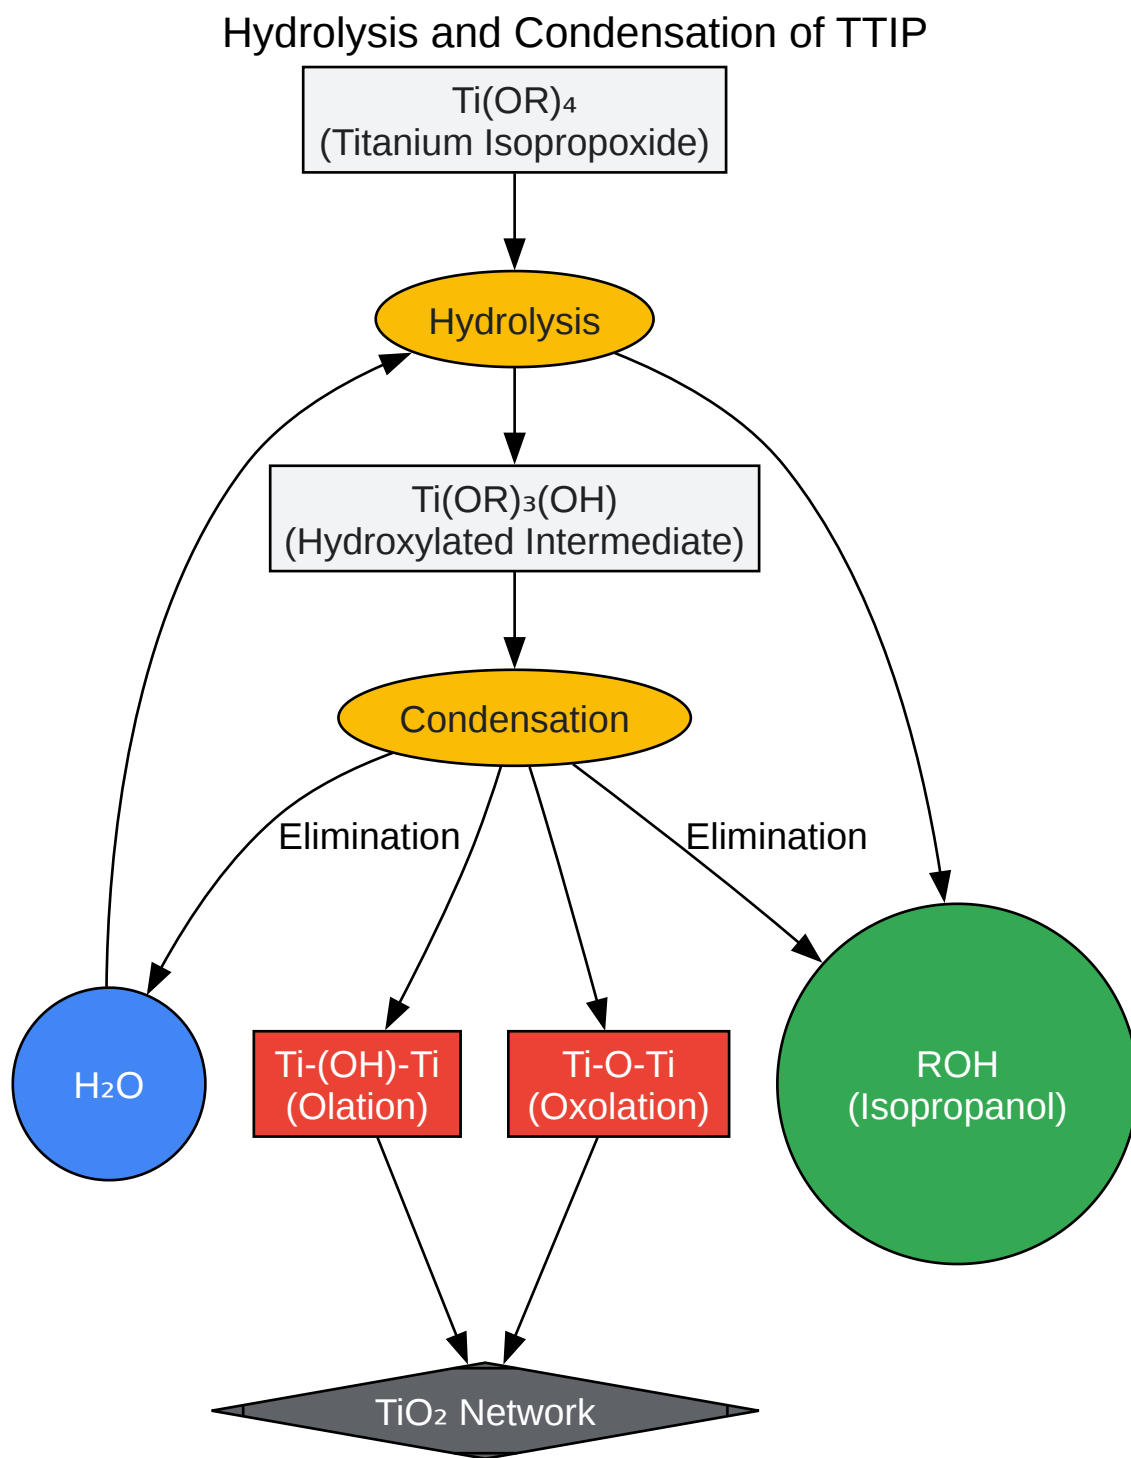 Hydrolysis and Condensation of TTIP
Ti(OR)₄
(Titanium Isopropoxide)
Hydrolysis
Ti(OR)₃(OH)
(Hydroxylated Intermediate)
Condensation
Elimination
Elimination
H₂O
Ti-(OH)-Ti
(Olation)
Ti-O-Ti
(Oxolation)
ROH
(Isopropanol)
TiO₂ Network